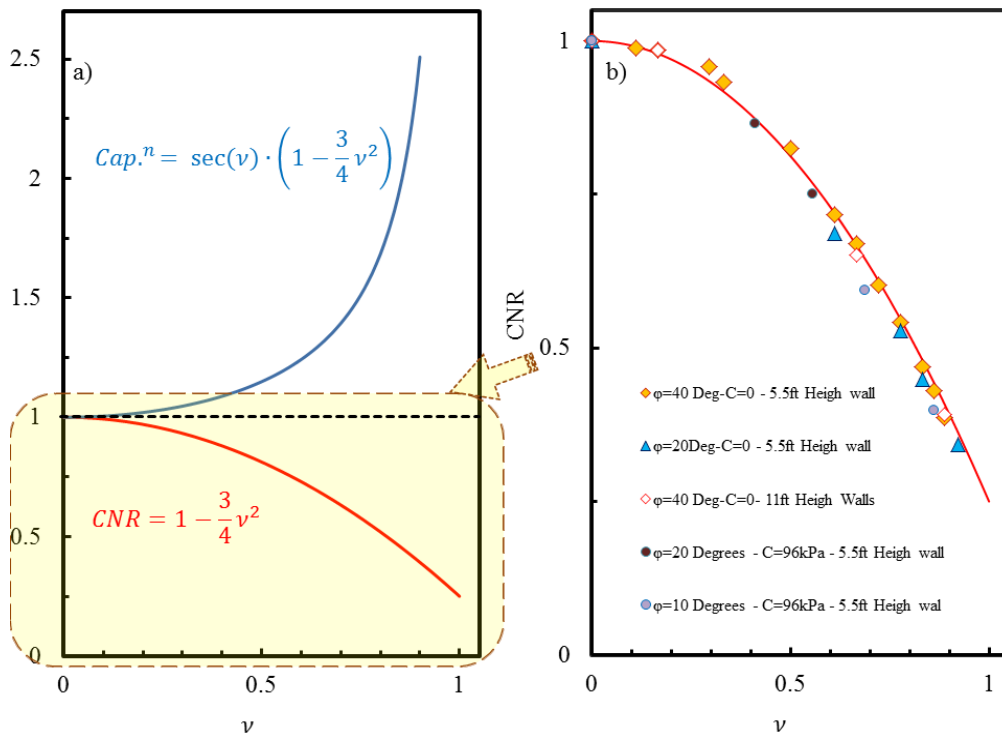 a)
2.5
2
1.5
1
0.5
0
0
0.5
1
ν
Cap.ⁿ = sec(ν) · (1 − 3/4 ν²)
CNR = 1 − 3/4 ν²
b)
CNR
1
0.5
0
0
0.5
1
ν
φ=40 Deg-C=0 - 5.5ft Heigh wall
φ=20Deg-C=0 - 5.5ft Heigh wall
φ=40 Deg-C=0- 11ft Heigh Walls
φ=20 Degrees - C=96kPa - 5.5ft Heigh wall
φ=10 Degrees - C=96kPa - 5.5ft Heigh wal